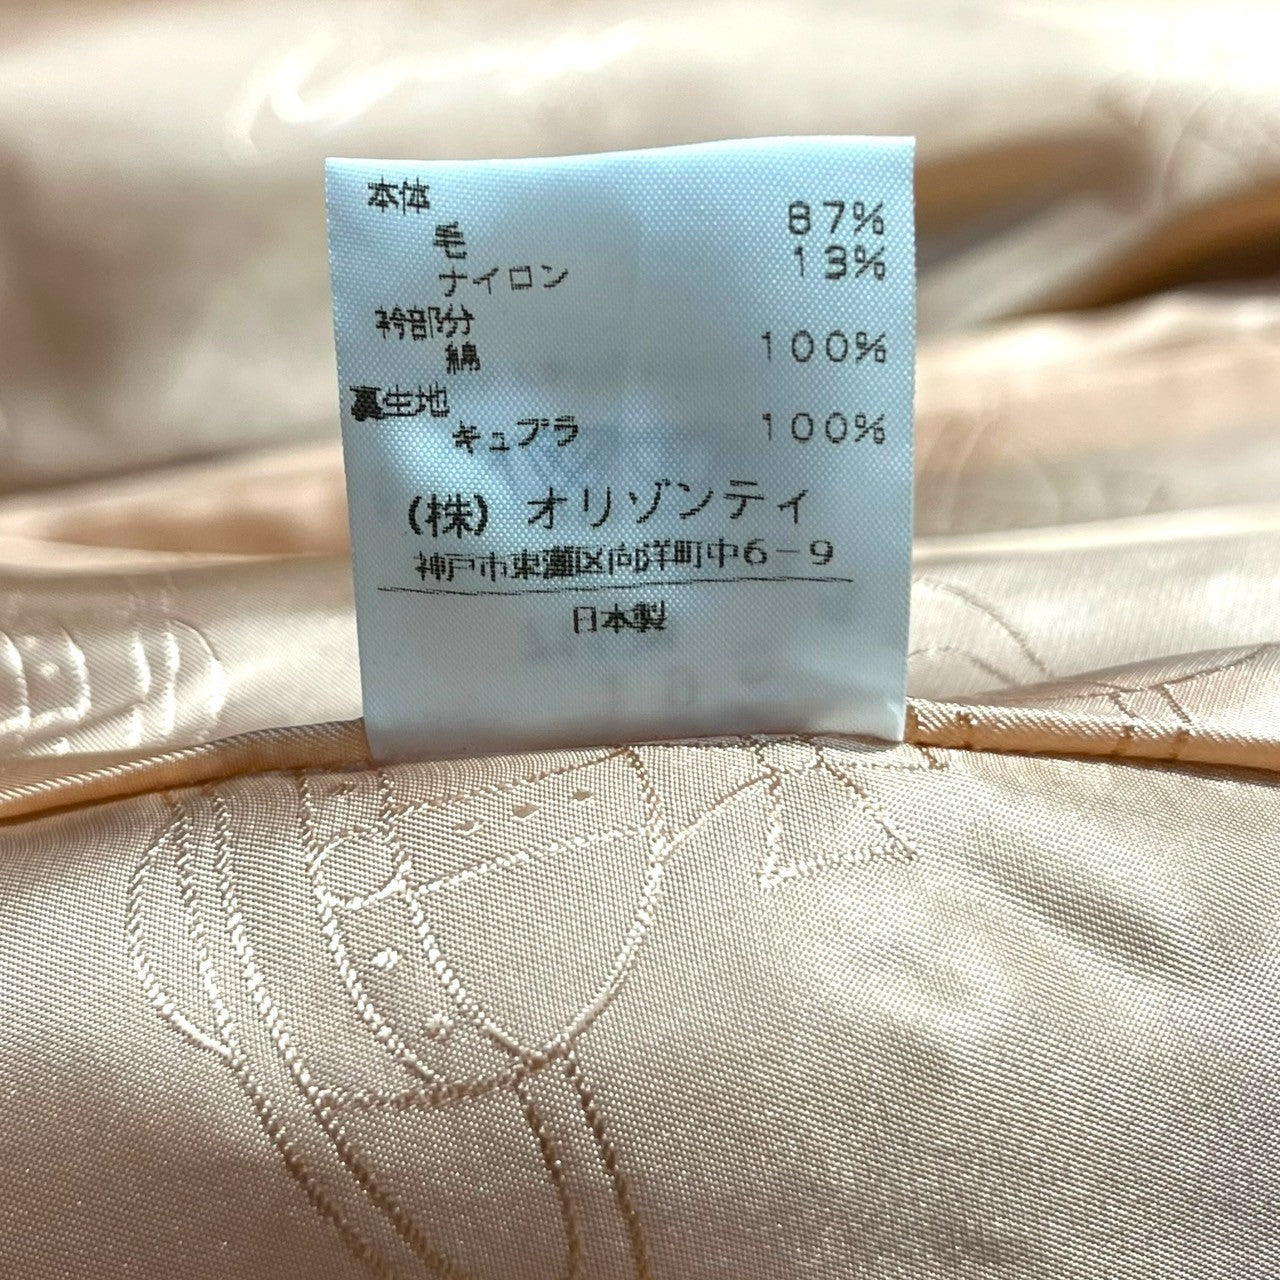 本体
毛 87%
ナイロン 13%
衿部分
綿 100%
裏生地
キュプラ 100%
(株) オリゾンティ
神戸市東灘区向洋町中6-9
日本製